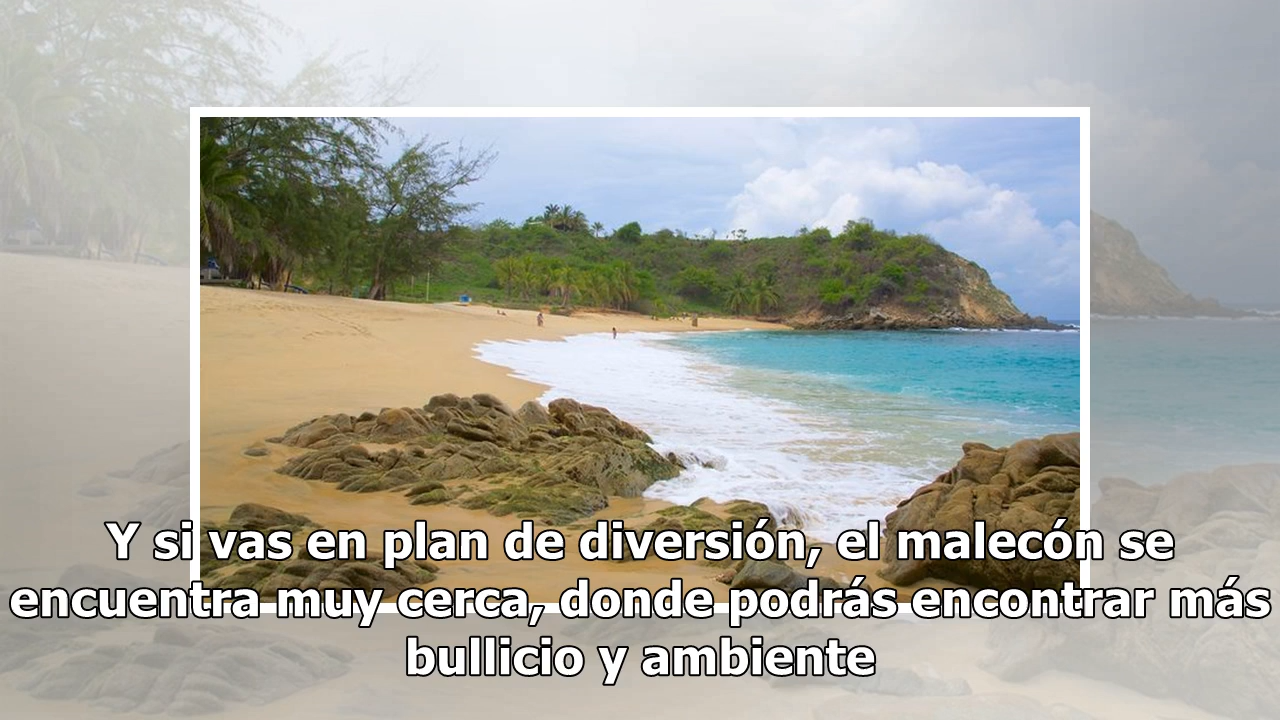 Y si vas en plan de diversión, el malecón se
encuentra muy cerca, donde podrás encontrar más
bullicio y ambiente